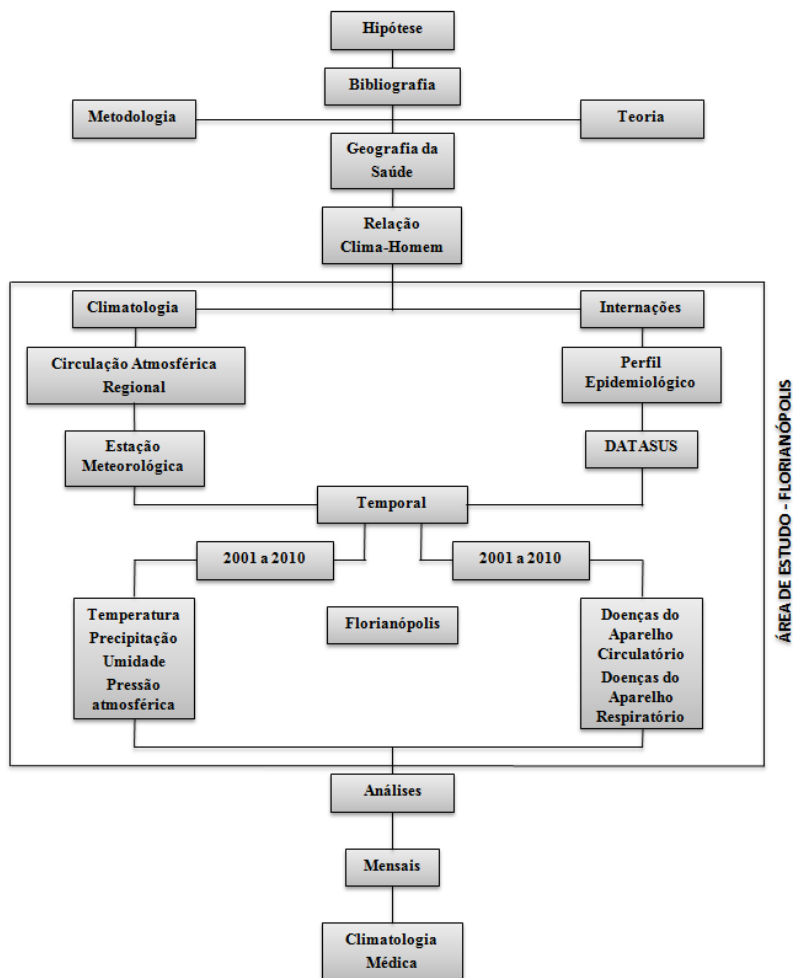 Hipótese
Bibliografia
Metodologia
Teoria
Geografia da
Saúde
Relação
Clima-Homem
Climatologia
Internações
Circulação Atmosférica
Regional
Perfil
Epidemiológico
Estação
Meteorológica
DATASUS
Temporal
2001 a 2010
2001 a 2010
Temperatura
Precipitação
Umidade
Pressão
atmosférica
Florianópolis
Doenças do
Aparelho
Circulatório
Doenças do
Aparelho
Respiratório
ÁREA DE ESTUDO - FLORIANÓPOLIS
Análises
Mensais
Climatologia
Médica